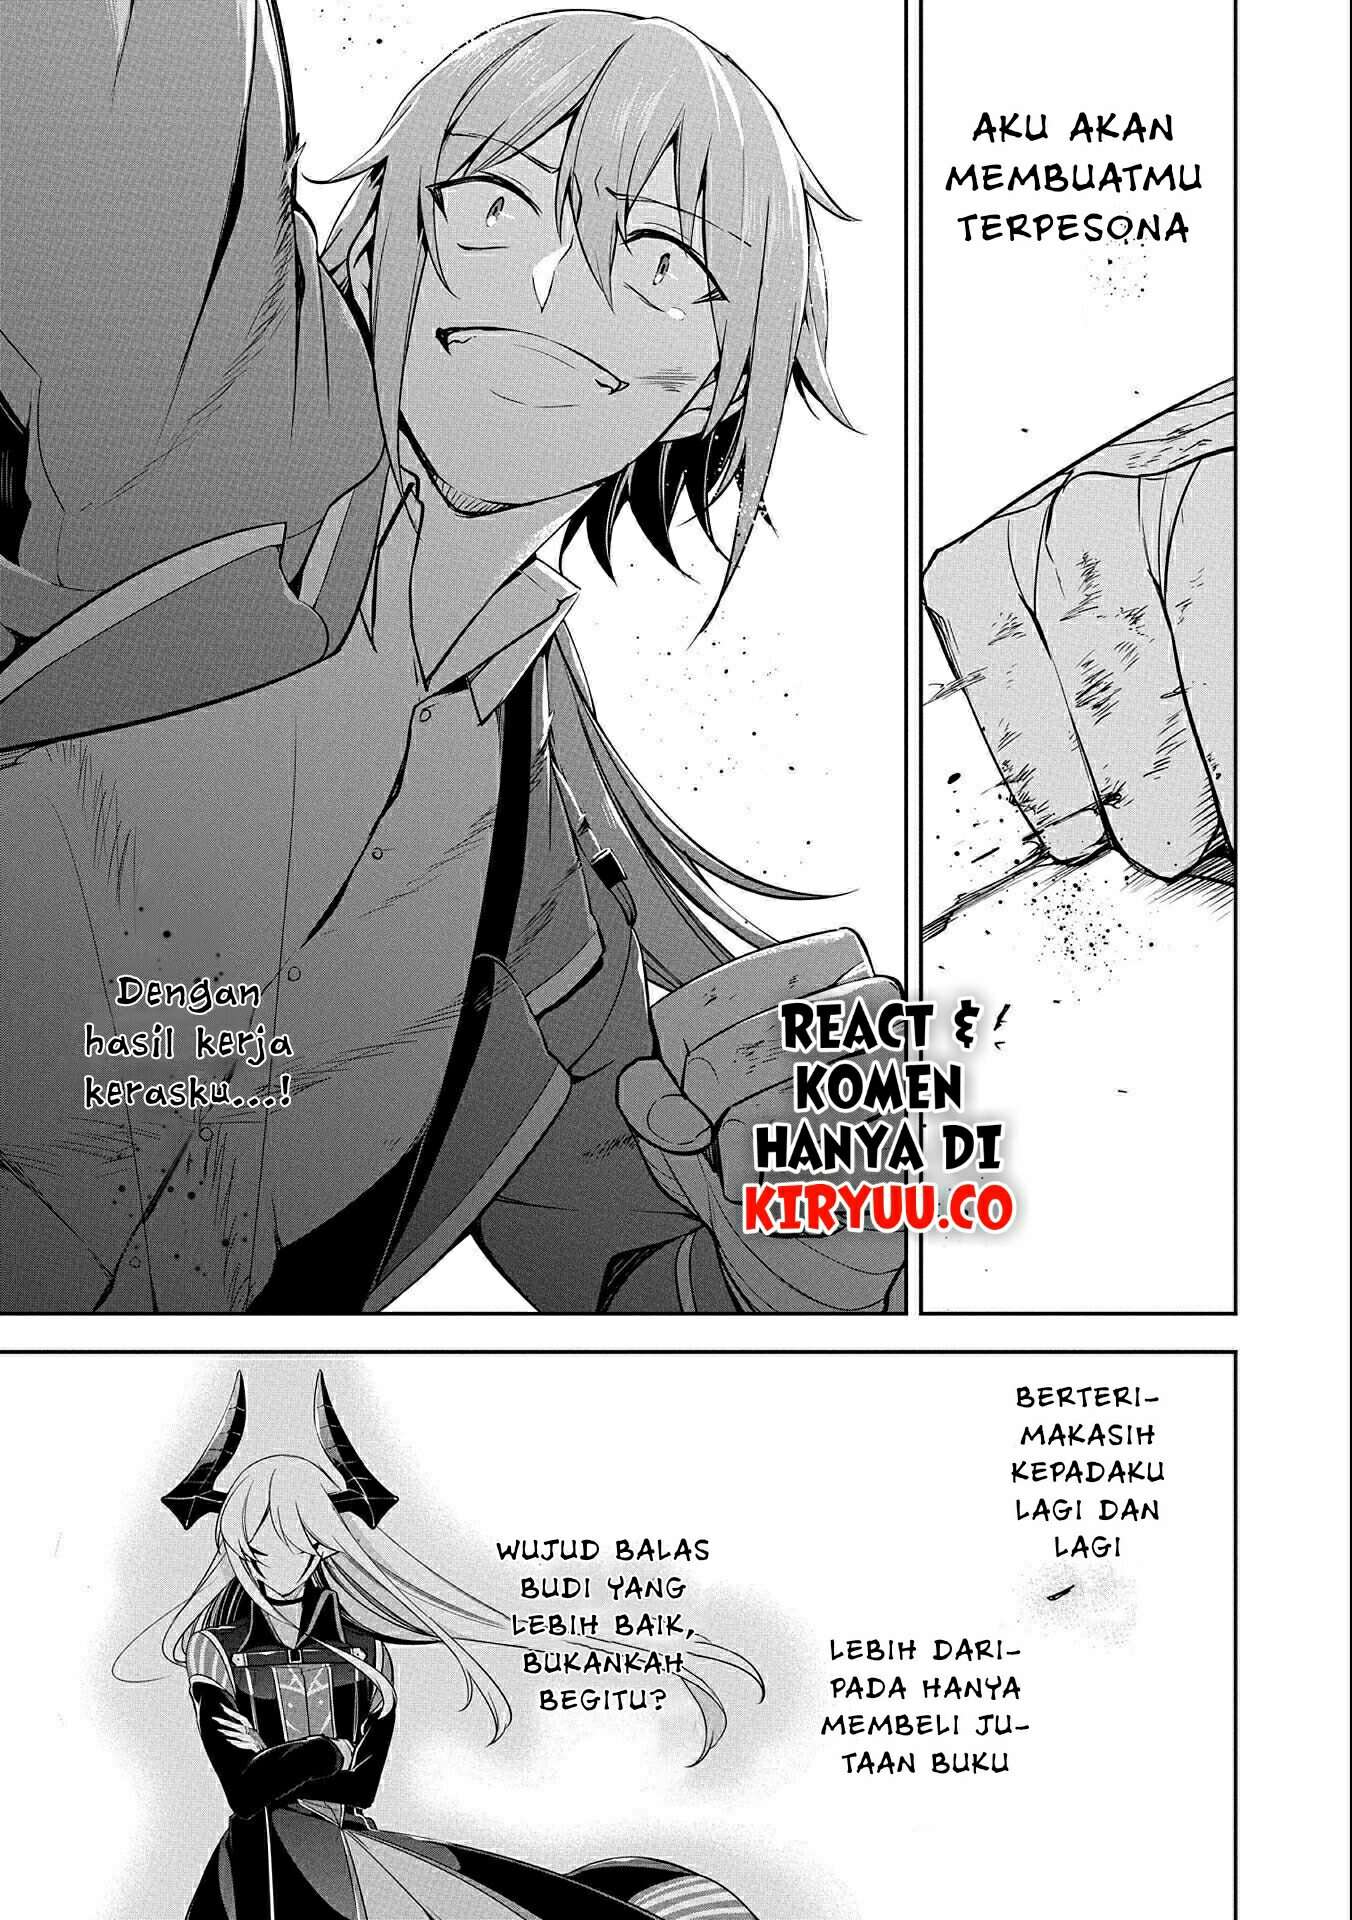 AKU AKAN
MEMBUATMU
TERPESONA
Dengan
hasil kerja
kerasku...!
REACT &
KOMEN
HANYA DI
KIRYUU.CO
BERTERI-
MAKASIH
KEPADAKU
LAGI DAN
LAGI
LEBIH DARI-
PADA HANYA
MEMBELI JU-
TAAN BUKU
WUJUD BALAS
BUDI YANG
LEBIH BAIK,
BUKANKAH
BEGITU?